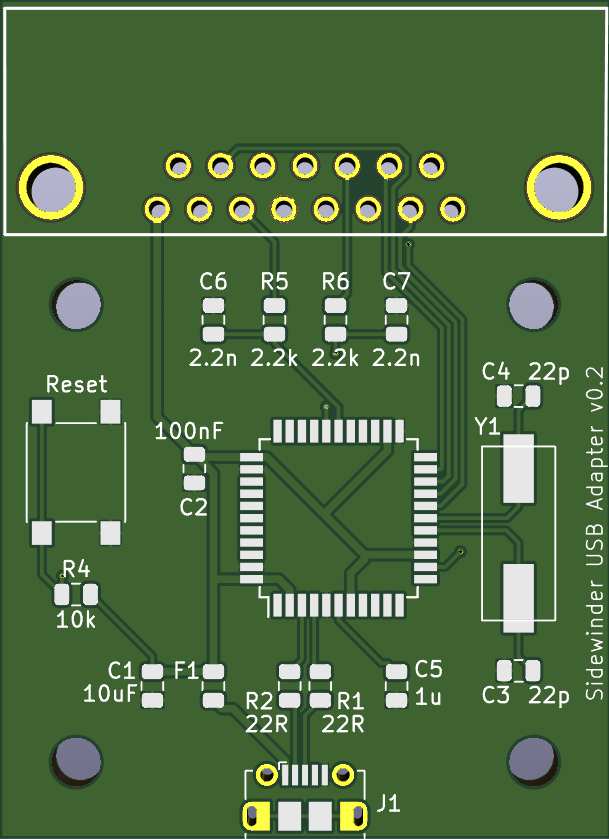 C6 R5 R6 C7
2.2n 2.2k 2.2k 2.2n
Reset
C4 22p
100nF
Y1
C2
Sidewinder USB Adapter v0.2
R4
10k
C1 F1 C5
10uF 1u
R2 R1
22R 22R
C3 22p
J1